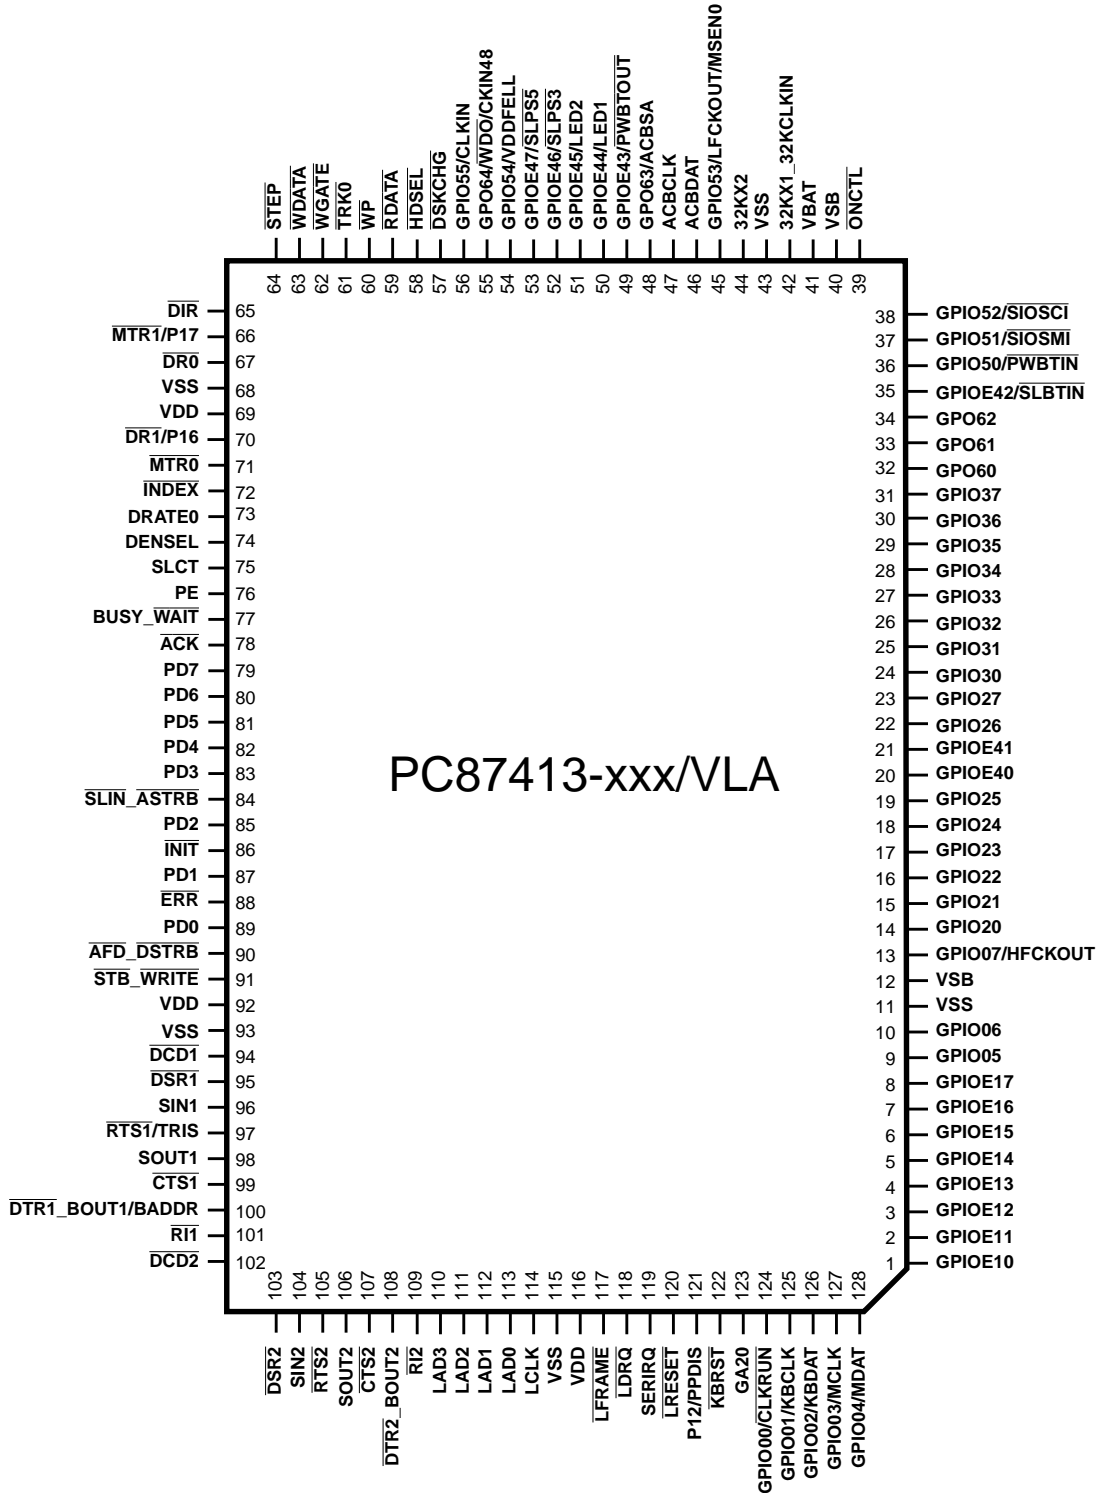 STEP
WDATA
WGATE
TRK0
WP
RDATA
HDSEL
DSKCHG
GPIO55/CLKIN
GPO64/WDO/CKIN48
GPIO54/VDDFELL
GPIOE47/SLPS5
GPIOE46/SLPS3
GPIOE45/LED2
GPIOE44/LED1
GPIOE43/PWBTOUT
GPO63/ACBSA
ACBCLK
ACBDAT
GPIO53/LFCKOUT/MSEN0
32KX2
VSS
32KX1_32KCLKIN
VBAT
VSB
ONCTL
64
63
62
61
60
59
58
57
56
55
54
53
52
51
50
49
48
47
46
45
44
43
42
41
40
39
DIR 65
MTR1/P17 66
DR0 67
VSS 68
VDD 69
DR1/P16 70
MTR0 71
INDEX 72
DRATE0 73
DENSEL 74
SLCT 75
PE 76
BUSY_WAIT 77
ACK 78
PD7 79
PD6 80
PD5 81
PD4 82
PD3 83
SLIN_ASTRB 84
PD2 85
INIT 86
PD1 87
ERR 88
PD0 89
AFD_DSTRB 90
STB_WRITE 91
VDD 92
VSS 93
DCD1 94
DSR1 95
SIN1 96
RTS1/TRIS 97
SOUT1 98
CTS1 99
DTR1_BOUT1/BADDR 100
RI1 101
DCD2 102
PC87413-xxx/VLA
38 GPIO52/SIOSCI
37 GPIO51/SIOSMI
36 GPIO50/PWBTIN
35 GPIOE42/SLBTIN
34 GPO62
33 GPO61
32 GPO60
31 GPIO37
30 GPIO36
29 GPIO35
28 GPIO34
27 GPIO33
26 GPIO32
25 GPIO31
24 GPIO30
23 GPIO27
22 GPIO26
21 GPIOE41
20 GPIOE40
19 GPIO25
18 GPIO24
17 GPIO23
16 GPIO22
15 GPIO21
14 GPIO20
13 GPIO07/HFCKOUT
12 VSB
11 VSS
10 GPIO06
9 GPIO05
8 GPIOE17
7 GPIOE16
6 GPIOE15
5 GPIOE14
4 GPIOE13
3 GPIOE12
2 GPIOE11
1 GPIOE10
103
104
105
106
107
108
109
110
111
112
113
114
115
116
117
118
119
120
121
122
123
124
125
126
127
128
DSR2
SIN2
RTS2
SOUT2
CTS2
DTR2_BOUT2
RI2
LAD3
LAD2
LAD1
LAD0
LCLK
VSS
VDD
LFRAME
LDRQ
SERIRQ
LRESET
P12/PPDIS
KBRST
GA20
GPIO00/CLKRUN
GPIO01/KBCLK
GPIO02/KBDAT
GPIO03/MCLK
GPIO04/MDAT